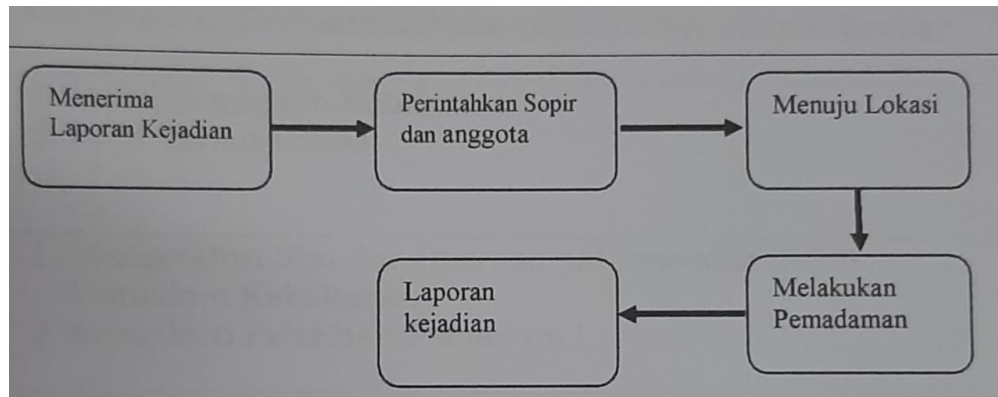 Menerima
Laporan Kejadian
Perintahkan Sopir
dan anggota
Menuju Lokasi
Melakukan
Pemadaman
Laporan
kejadian